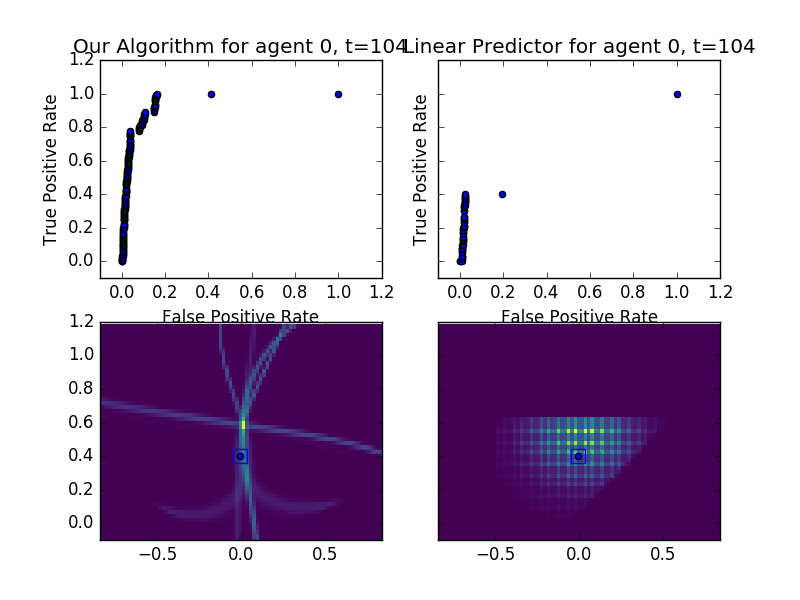 Our Algorithm for agent 0, t=104
Linear Predictor for agent 0, t=104
1.2
1.0
0.8
0.6
0.4
0.2
0.0
True Positive Rate
0.0 0.2 0.4 0.6 0.8 1.0 1.2
False Positive Rate
True Positive Rate
0.0 0.2 0.4 0.6 0.8 1.0 1.2
False Positive Rate
1.2
1.0
0.8
0.6
0.4
0.2
0.0
−0.5 0.0 0.5
−0.5 0.0 0.5